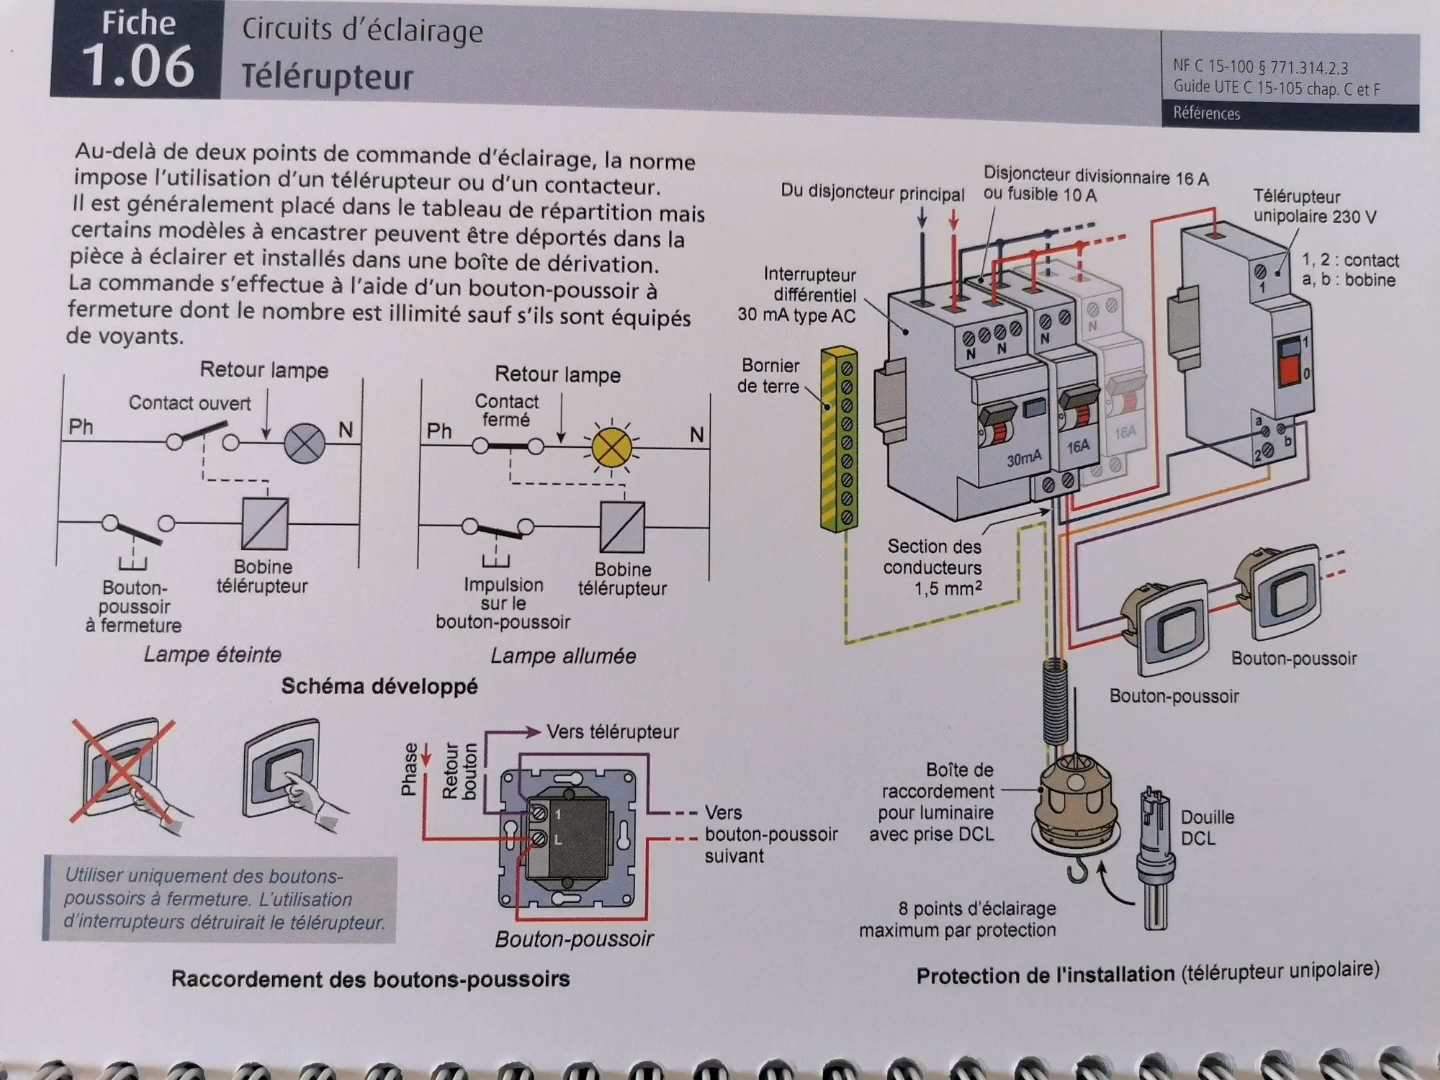 Fiche
1.06
Circuits d'éclairage
Télérupteur
NF C 15-100 § 771.314.2.3
Guide UTE C 15-105 chap. C et F
Références
Au-delà de deux points de commande d'éclairage, la norme
impose l'utilisation d'un télérupteur ou d'un contacteur.
Il est généralement placé dans le tableau de répartition mais
certains modèles à encastrer peuvent être déportés dans la
pièce à éclairer et installés dans une boîte de dérivation.
La commande s'effectue à l'aide d'un bouton-poussoir à
fermeture dont le nombre est illimité sauf s'ils sont équipés
de voyants.
Retour lampe
Contact ouvert
Ph
N
Bouton-
poussoir
à fermeture
Bobine
télérupteur
Lampe éteinte
Retour lampe
Contact
fermé
Ph
N
Impulsion
sur le
bouton-poussoir
Bobine
télérupteur
Lampe allumée
Schéma développé
Utiliser uniquement des boutons-
poussoirs à fermeture. L'utilisation
d'interrupteurs détruirait le télérupteur.
Phase
Retour
bouton
Vers télérupteur
1
L
Vers
bouton-poussoir
suivant
Bouton-poussoir
Raccordement des boutons-poussoirs
Du disjoncteur principal
Disjoncteur divisionnaire 16 A
ou fusible 10 A
Télérupteur
unipolaire 230 V
1, 2 : contact
a, b : bobine
Interrupteur
différentiel
30 mA type AC
Bornier
de terre
N
N
N
N
30mA
16A
16A
1
1
0
a
b
2
Section des
conducteurs
1,5 mm²
Bouton-poussoir
Bouton-poussoir
Boîte de
raccordement
pour luminaire
avec prise DCL
Douille
DCL
8 points d'éclairage
maximum par protection
Protection de l'installation (télérupteur unipolaire)